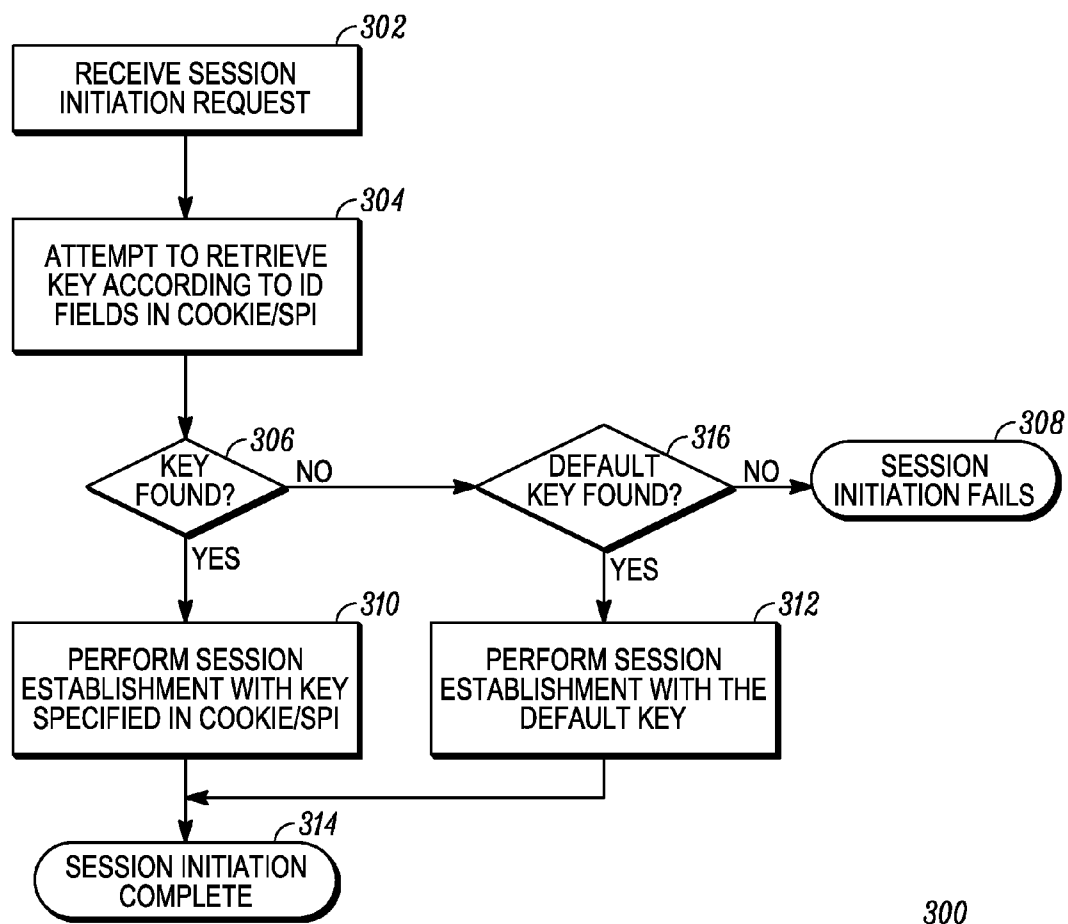 302
RECEIVE SESSION
INITIATION REQUEST
304
ATTEMPT TO RETRIEVE
KEY ACCORDING TO ID
FIELDS IN COOKIE/SPI
306
KEY
FOUND?
NO
YES
316
DEFAULT
KEY FOUND?
NO
YES
308
SESSION
INITIATION FAILS
310
PERFORM SESSION
ESTABLISHMENT WITH KEY
SPECIFIED IN COOKIE/SPI
312
PERFORM SESSION
ESTABLISHMENT WITH THE
DEFAULT KEY
314
SESSION INITIATION
COMPLETE
300